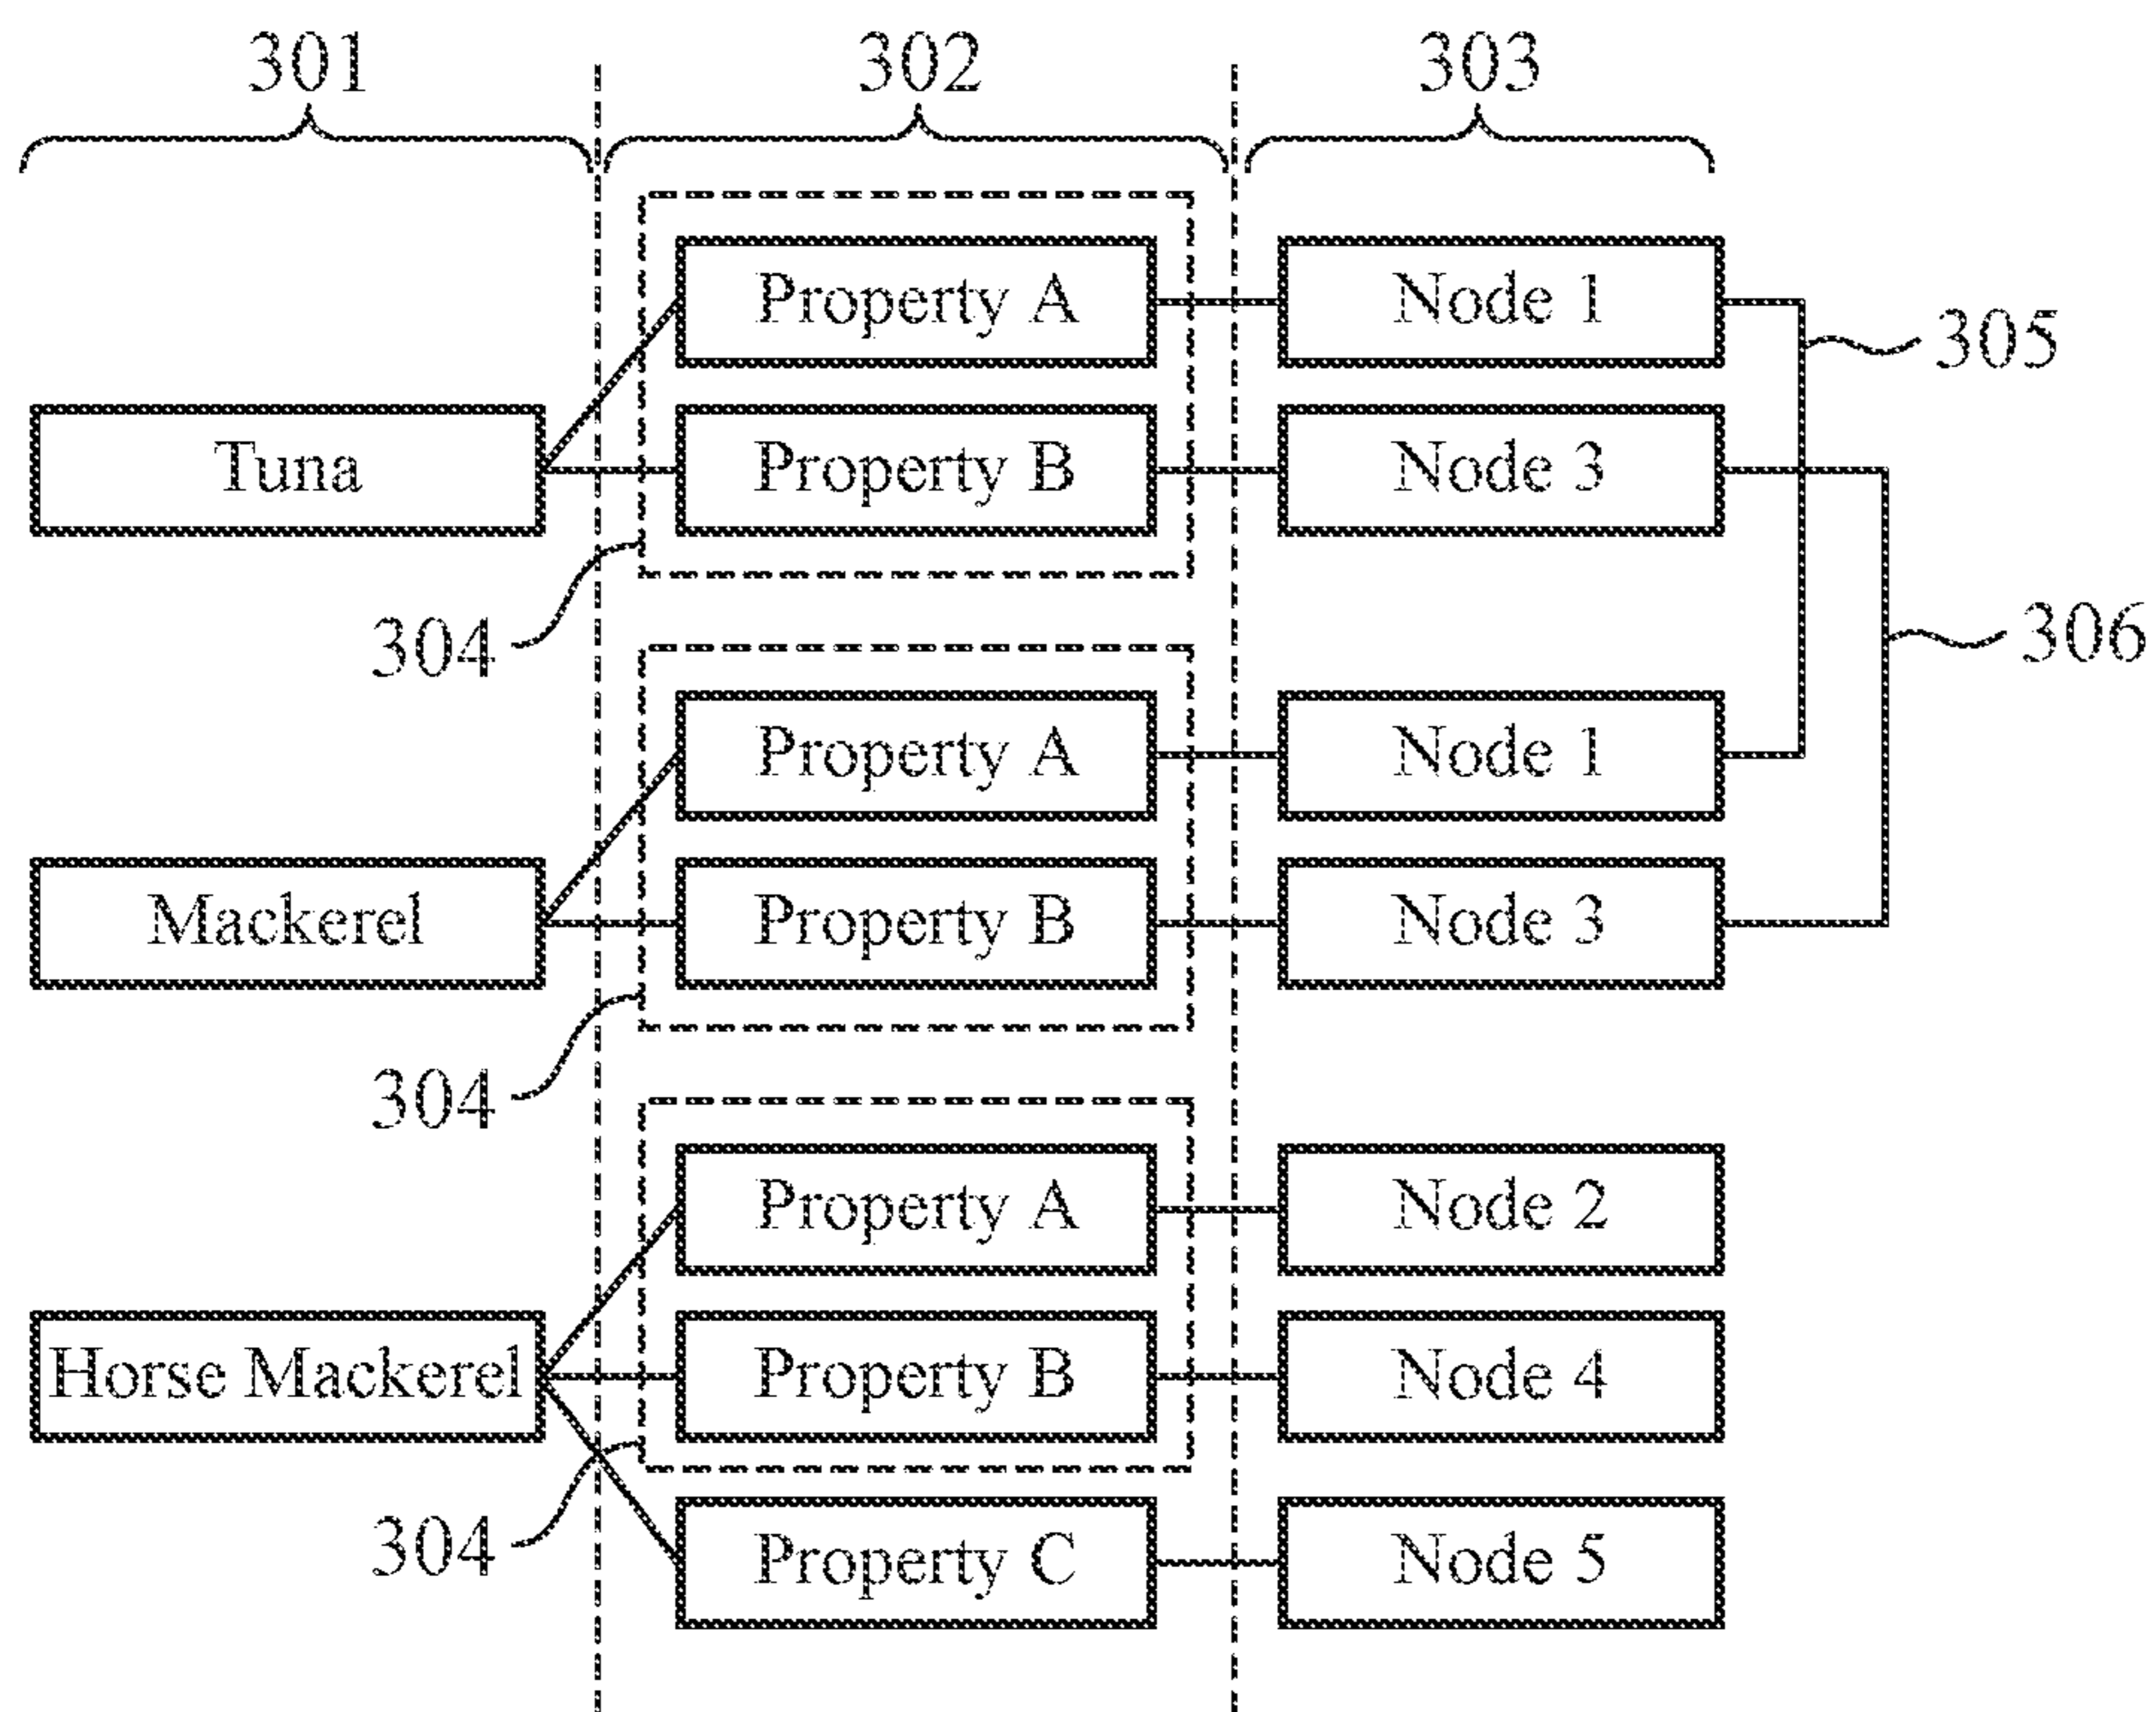 301 302 303
Property A Node 1
305
Tuna Property B Node 3
304
306
Property A Node 1
Mackerel Property B Node 3
304
Property A Node 2
Horse Mackerel Property B Node 4
304
Property C Node 5